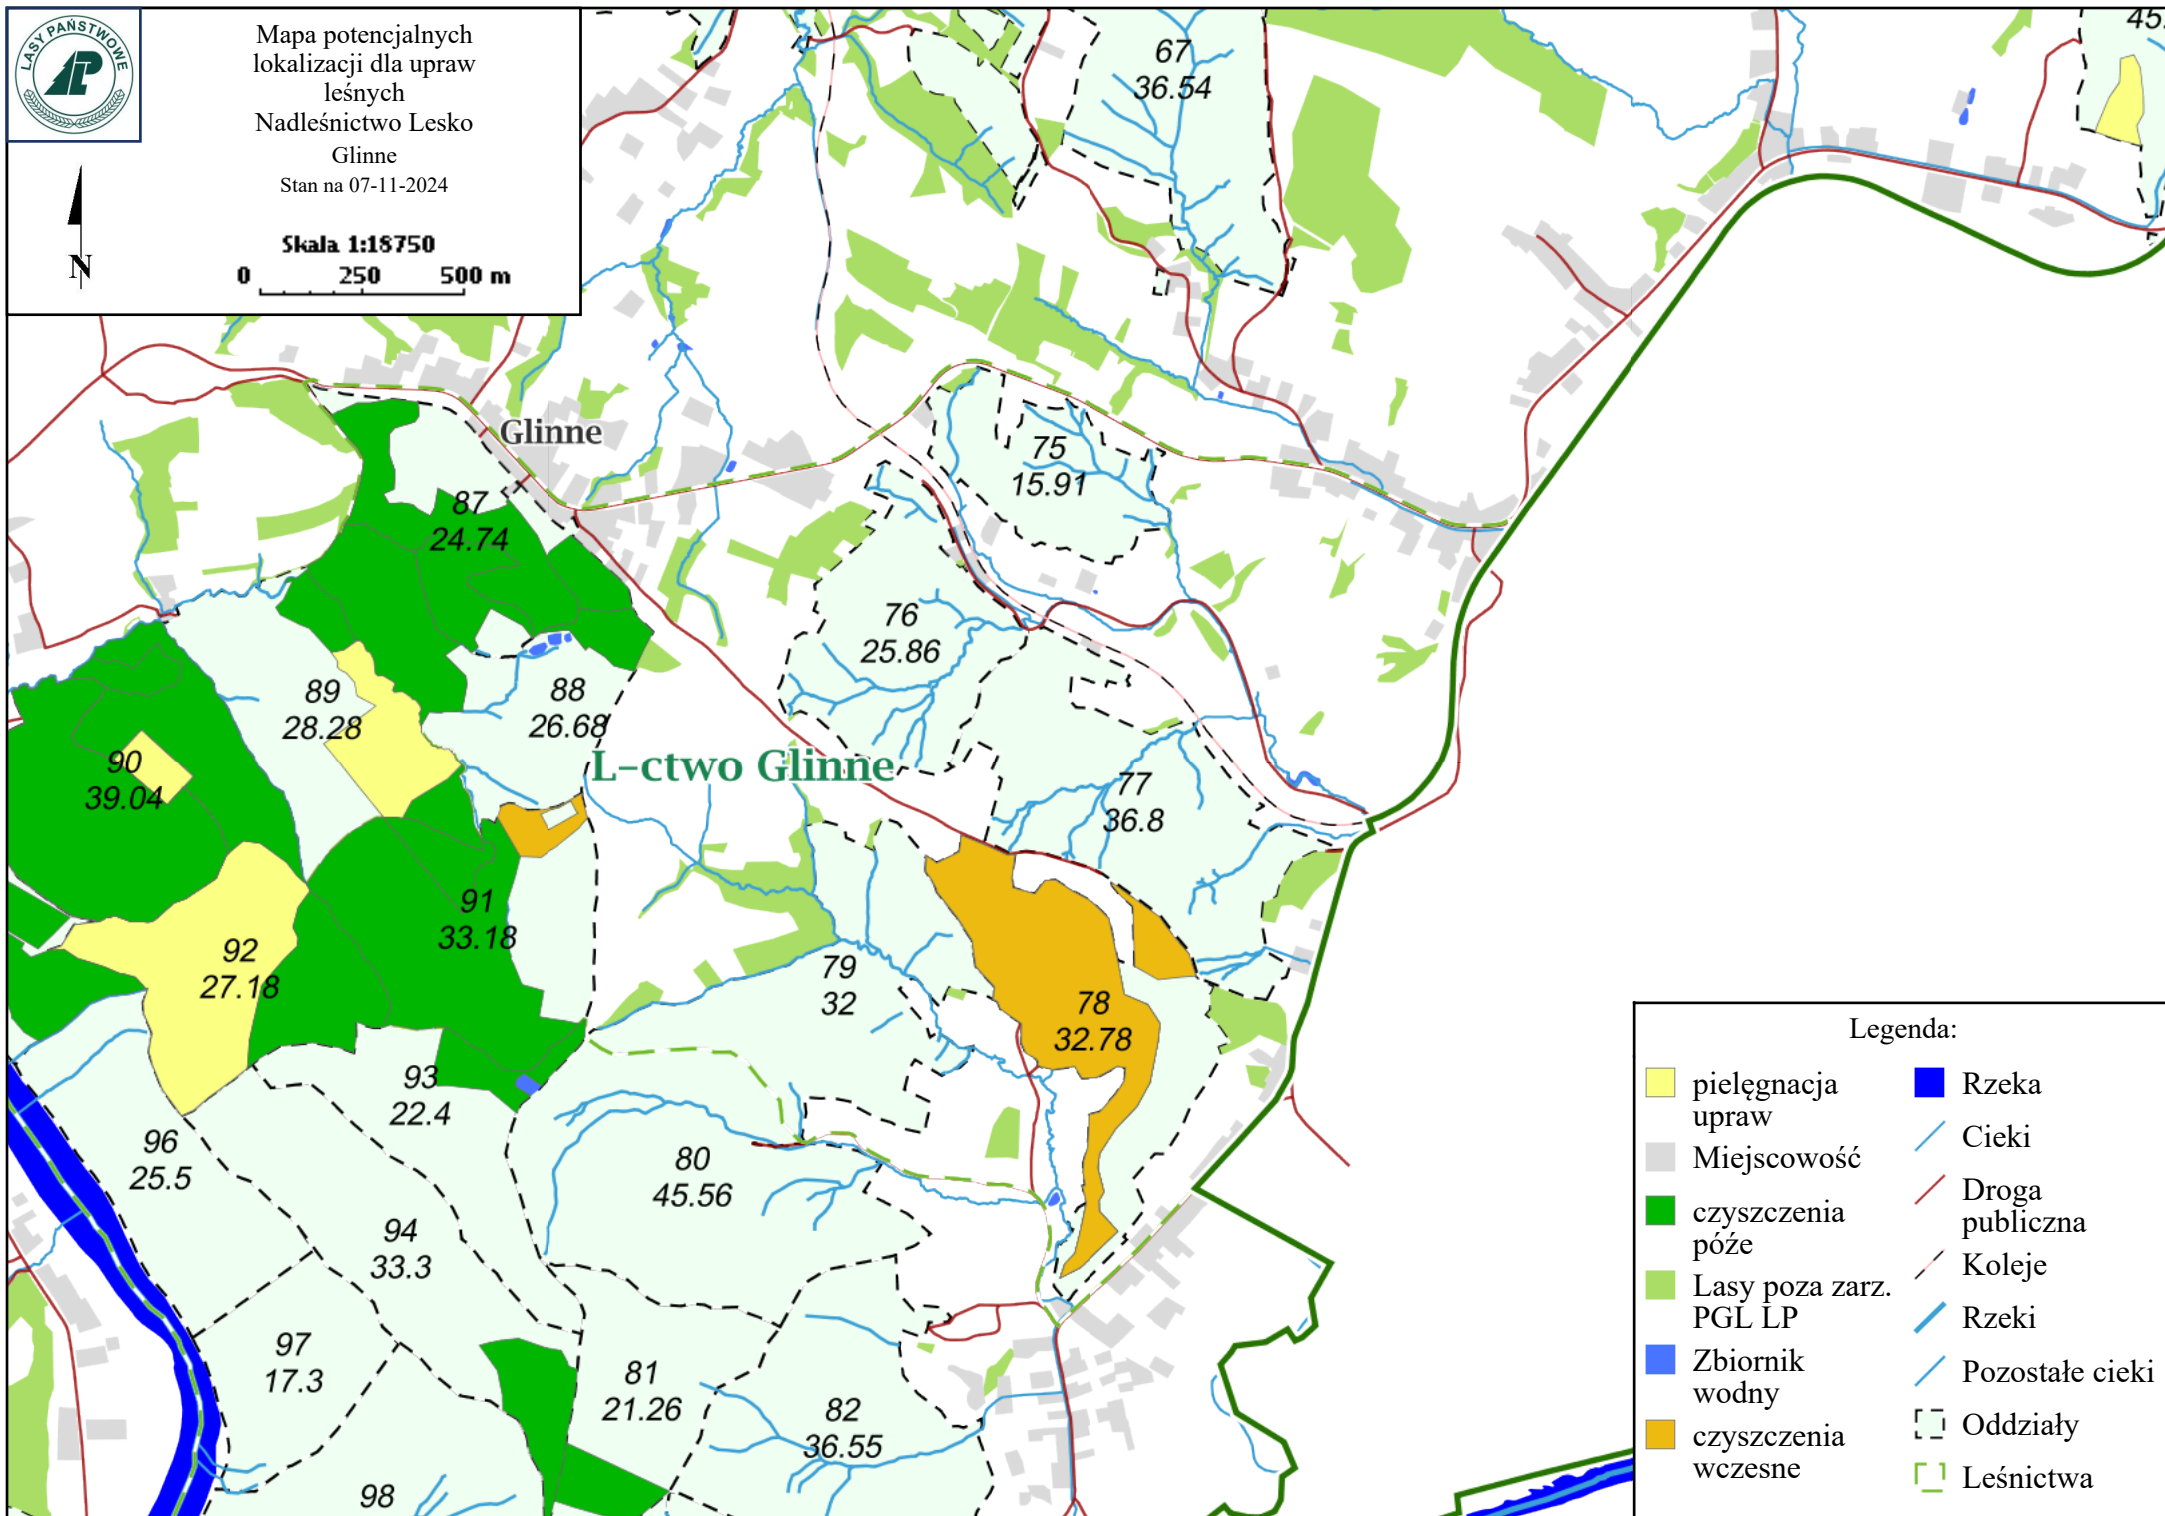 LASY PAŃSTWOWE
LP
Mapa potencjalnych
lokalizacji dla upraw
leśnych
Nadleśnictwo Lesko
Glinne
Stan na 07-11-2024
N
Skala 1:18750
0 250 500 m
67
36.54
45.
Glinne
75
15.91
87
24.74
76
25.86
89
28.28
88
26.68
L-ctwo Glinne
90
39.04
77
36.8
91
33.18
92
27.18
79
32
78
32.78
93
22.4
96
25.5
80
45.56
94
33.3
97
17.3
81
21.26
82
36.55
98
Legenda:
pielęgnacja
upraw
Miejscowość
czyszczenia
póże
Lasy poza zarz.
PGL LP
Zbiornik
wodny
czyszczenia
wczesne
Rzeka
Cieki
Droga
publiczna
Koleje
Rzeki
Pozostałe cieki
Oddziały
Leśnictwa